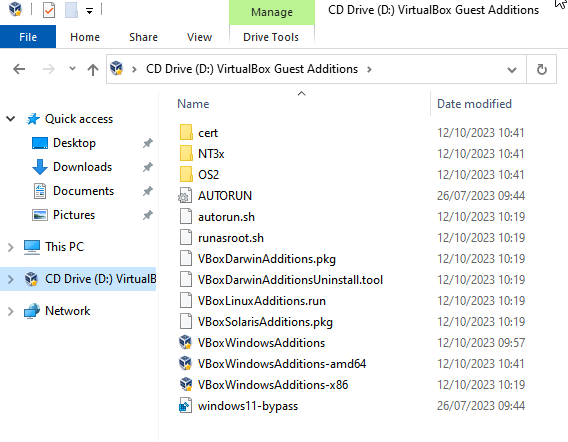 Manage
CD Drive (D:) VirtualBox Guest Additions
File
Home
Share
View
Drive Tools
CD Drive (D:) VirtualBox Guest Additions
Name
Date modified
Quick access
Desktop
Downloads
Documents
Pictures
This PC
CD Drive (D:) VirtualB
Network
cert 12/10/2023 10:41
NT3x 12/10/2023 10:41
OS2 12/10/2023 10:41
AUTORUN 26/07/2023 09:44
autorun.sh 12/10/2023 10:19
runasroot.sh 12/10/2023 10:19
VBoxDarwinAdditions.pkg 12/10/2023 10:19
VBoxDarwinAdditionsUninstall.tool 12/10/2023 10:19
VBoxLinuxAdditions.run 12/10/2023 10:19
VBoxSolarisAdditions.pkg 12/10/2023 10:19
VBoxWindowsAdditions 12/10/2023 09:57
VBoxWindowsAdditions-amd64 12/10/2023 10:41
VBoxWindowsAdditions-x86 12/10/2023 10:19
windows11-bypass 26/07/2023 09:44